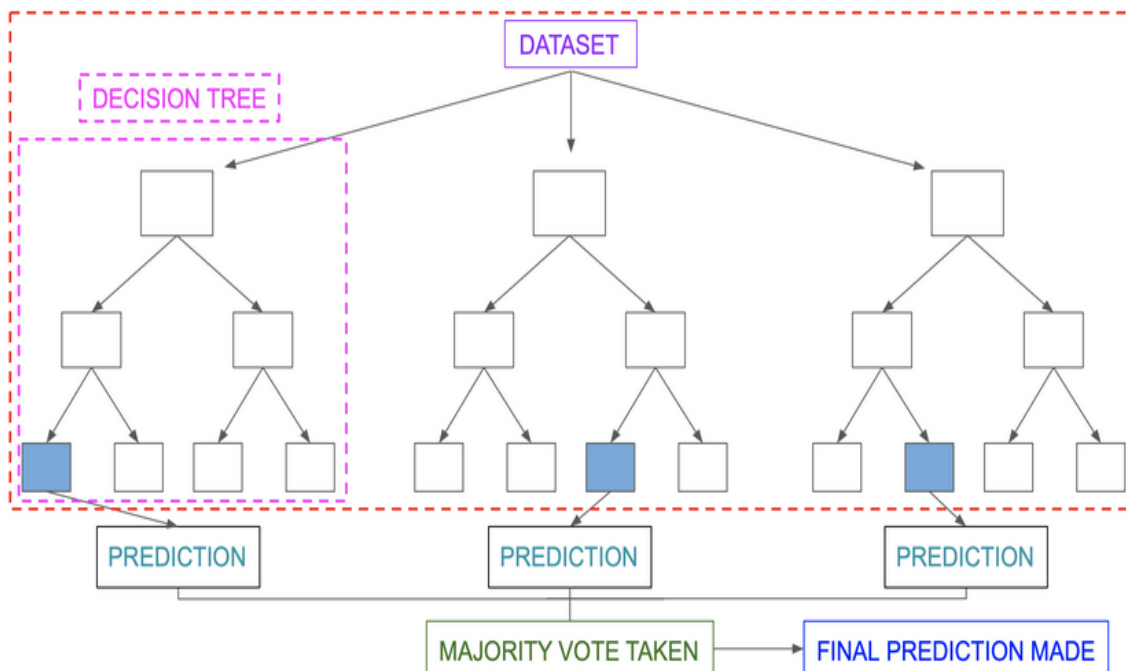 DATASET
DECISION TREE
PREDICTION
PREDICTION
PREDICTION
MAJORITY VOTE TAKEN
FINAL PREDICTION MADE